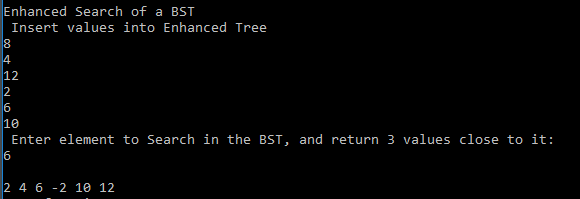 Enhanced Search of a BST
Insert values into Enhanced Tree
8
4
12
2
6
10
Enter element to Search in the BST, and return 3 values close to it:
6
2 4 6 -2 10 12